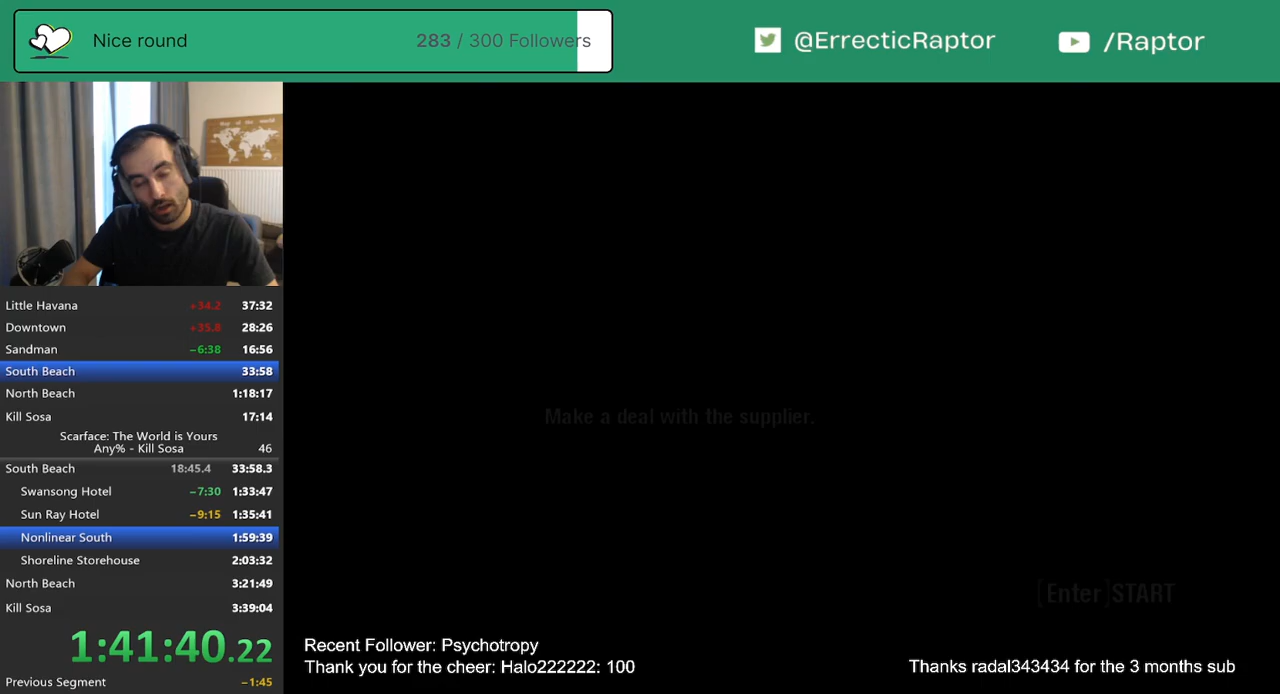 Nice round
283 / 300 Followers
@ErrecticRaptor
/Raptor
Little Havana +34.2 37:32
Downtown +35.8 28:26
Sandman −6:38 16:56
South Beach 33:58
North Beach 1:18:17
Kill Sosa 17:14
Scarface: The World is Yours
Any% - Kill Sosa 46
South Beach 18:45.4 33:58.3
Swansong Hotel −7:30 1:33:47
Sun Ray Hotel −9:15 1:35:41
Nonlinear South 1:59:39
Shoreline Storehouse 2:03:32
North Beach 3:21:49
Kill Sosa 3:39:04
1:41:40.22
Previous Segment −1:45
Make a deal with the supplier.
[Enter]START
Recent Follower: Psychotropy
Thank you for the cheer: Halo222222: 100
Thanks radal343434 for the 3 months sub